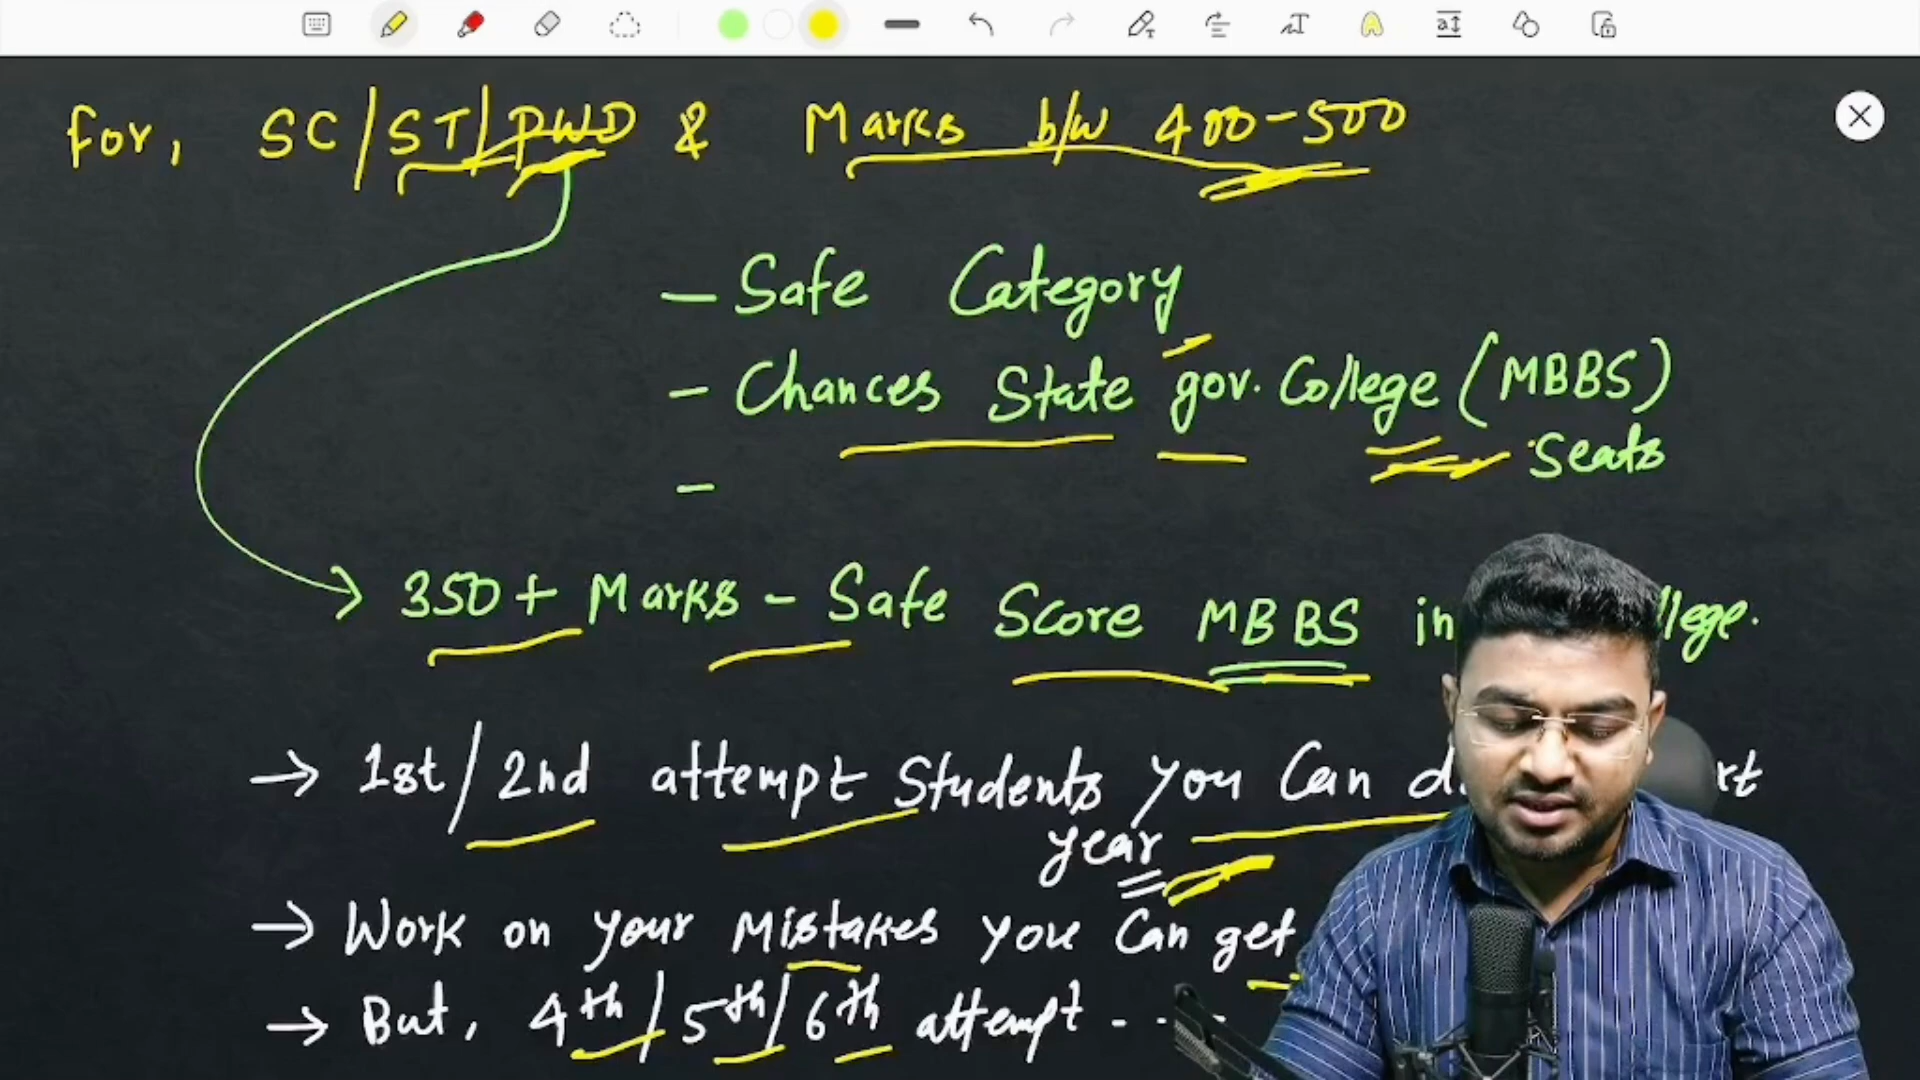 For, SC/ST/PWD & Marks b/w 400-500
- Safe Category
- Chances State gov. College (MBBS) Seats
-
→ 350+ Marks - Safe Score MBBS in llege.
→ 1st/2nd attempt Students you Can d rt
year
→ Work on your Mistakes you Can get
→ But, 4th/5th/6th attempt - - -